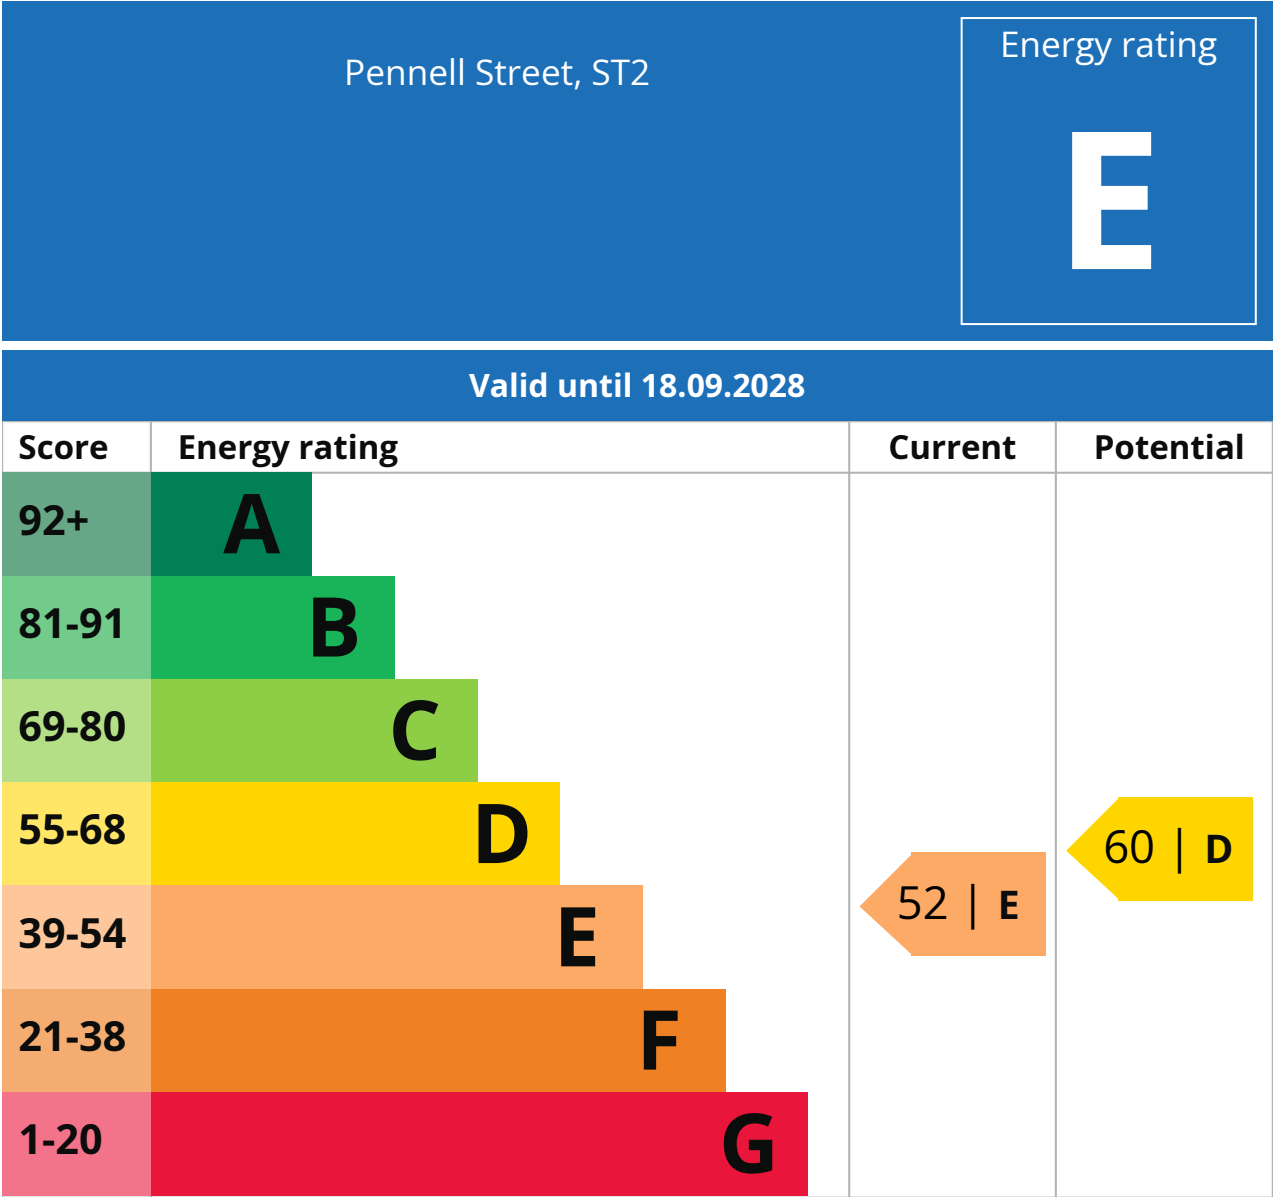 Pennell Street, ST2
Energy rating
E
Valid until 18.09.2028
Score Energy rating Current Potential
92+ A
81-91 B
69-80 C
55-68 D
60 | D
39-54 E
52 | E
21-38 F
1-20 G